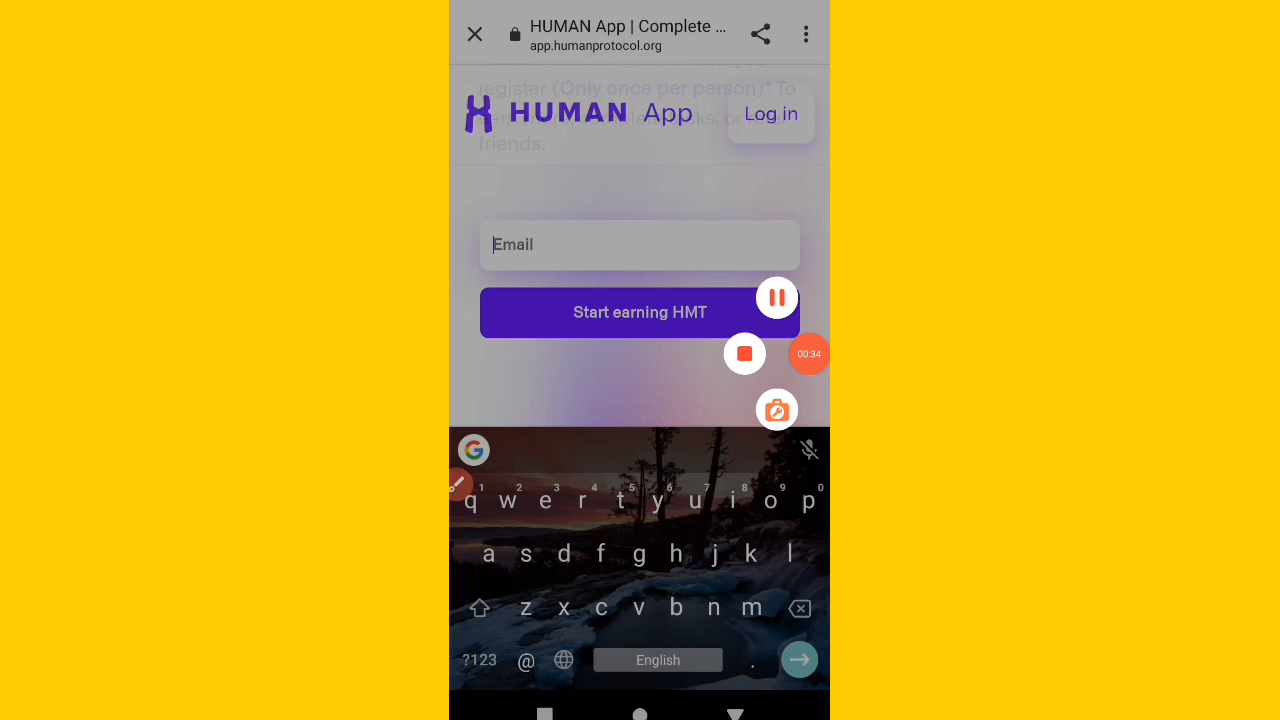 HUMAN App | Complete ...
app.humanprotocol.org
register (Only once per person)* To
HUMAN App
Log in
friends.
Email
Start earning HMT
00:34
1 2 3 4 5 6 7 8 9 0
q w e r t y u i o p
a s d f g h j k l
z x c v b n m
?123 @ English .